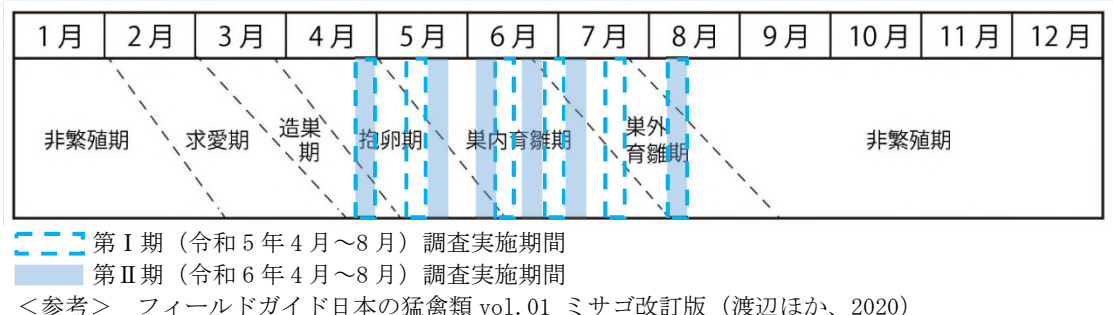 1月 2月 3月 4月 5月 6月 7月 8月 9月 10月 11月 12月
非繁殖期 求愛期 造巣期 抱卵期 巣内育雛期 巣外育雛期 非繁殖期
第Ⅰ期（令和5年4月～8月）調査実施期間
第Ⅱ期（令和6年4月～8月）調査実施期間
＜参考＞ フィールドガイド日本の猛禽類 vol.01 ミサゴ改訂版（渡辺ほか、2020）